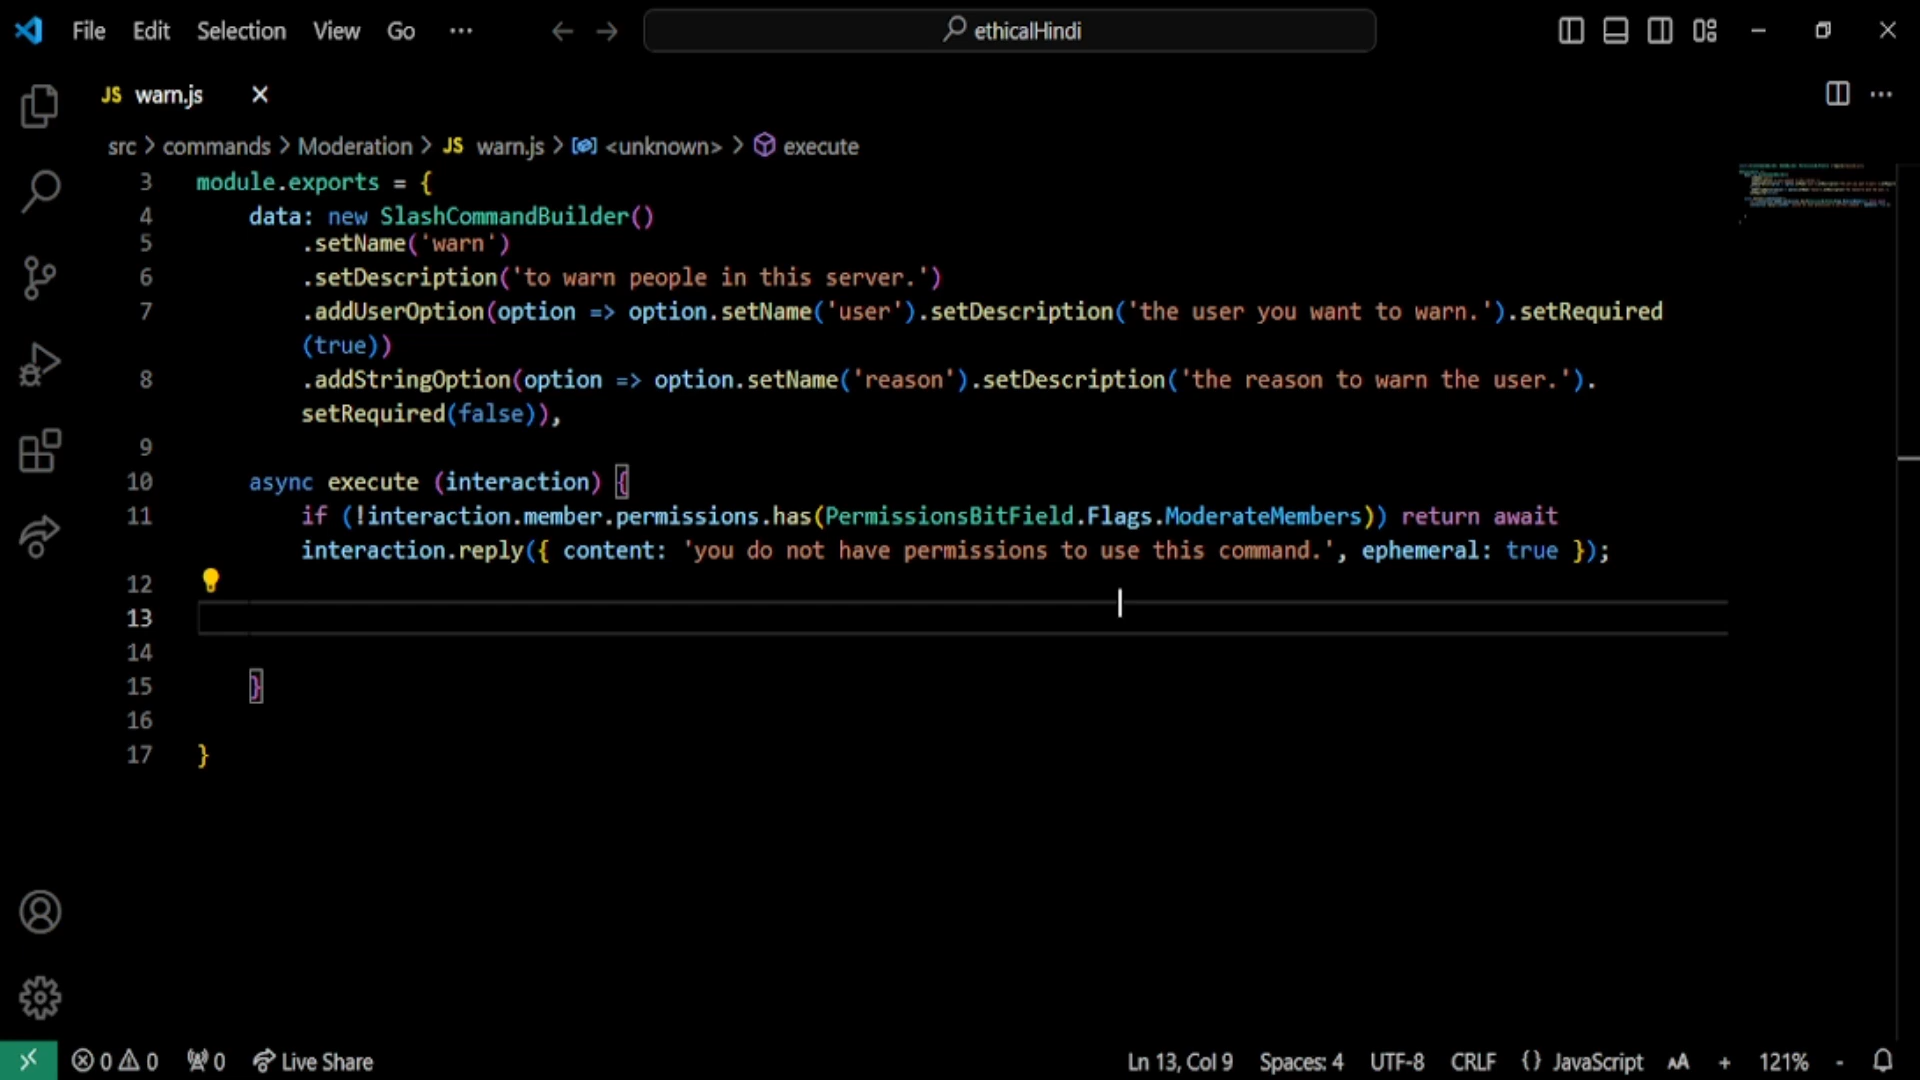 File Edit Selection View Go ··· ethicalHindi
JS warn.js
src > commands > Moderation > JS warn.js > <unknown> > execute
3 module.exports = {
4 data: new SlashCommandBuilder()
5 .setName('warn')
6 .setDescription('to warn people in this server.')
7 .addUserOption(option => option.setName('user').setDescription('the user you want to warn.').setRequired
(true))
8 .addStringOption(option => option.setName('reason').setDescription('the reason to warn the user.').
setRequired(false)),
9
10 async execute (interaction) {
11 if (!interaction.member.permissions.has(PermissionsBitField.Flags.ModerateMembers)) return await
interaction.reply({ content: 'you do not have permissions to use this command.', ephemeral: true });
12
13
14
15 }
16
17 }
0 0 0 Live Share Ln 13, Col 9 Spaces: 4 UTF-8 CRLF {} JavaScript AA + 121% -